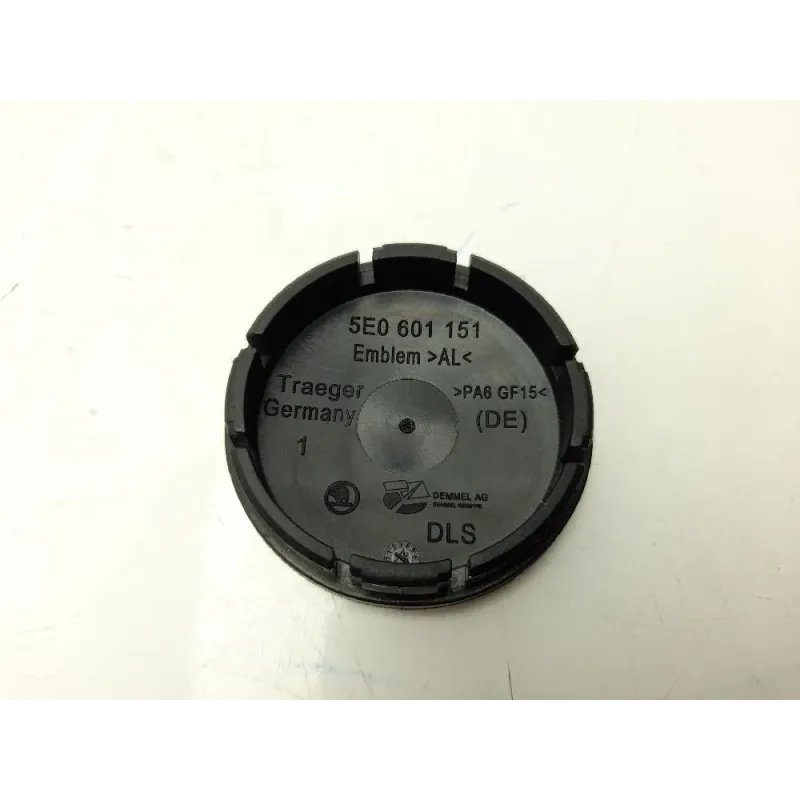 5E0 601 151
Emblem >AL<
Traeger >PA6 GF15<
Germany (DE)
1
DEMMEL AG
DLS